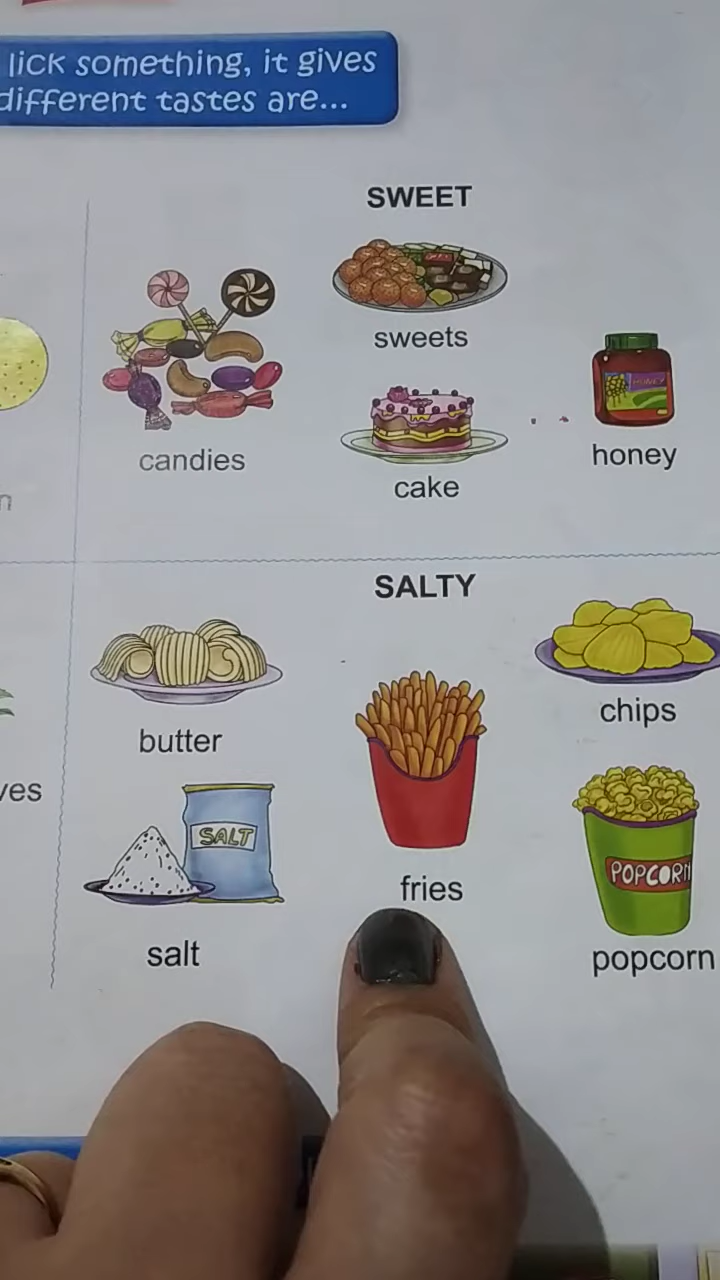 lick something, it gives
different tastes are...
SWEET
sweets
HONEY
candies
honey
cake
SALTY
chips
butter
SALT
POPCORN
fries
salt
popcorn